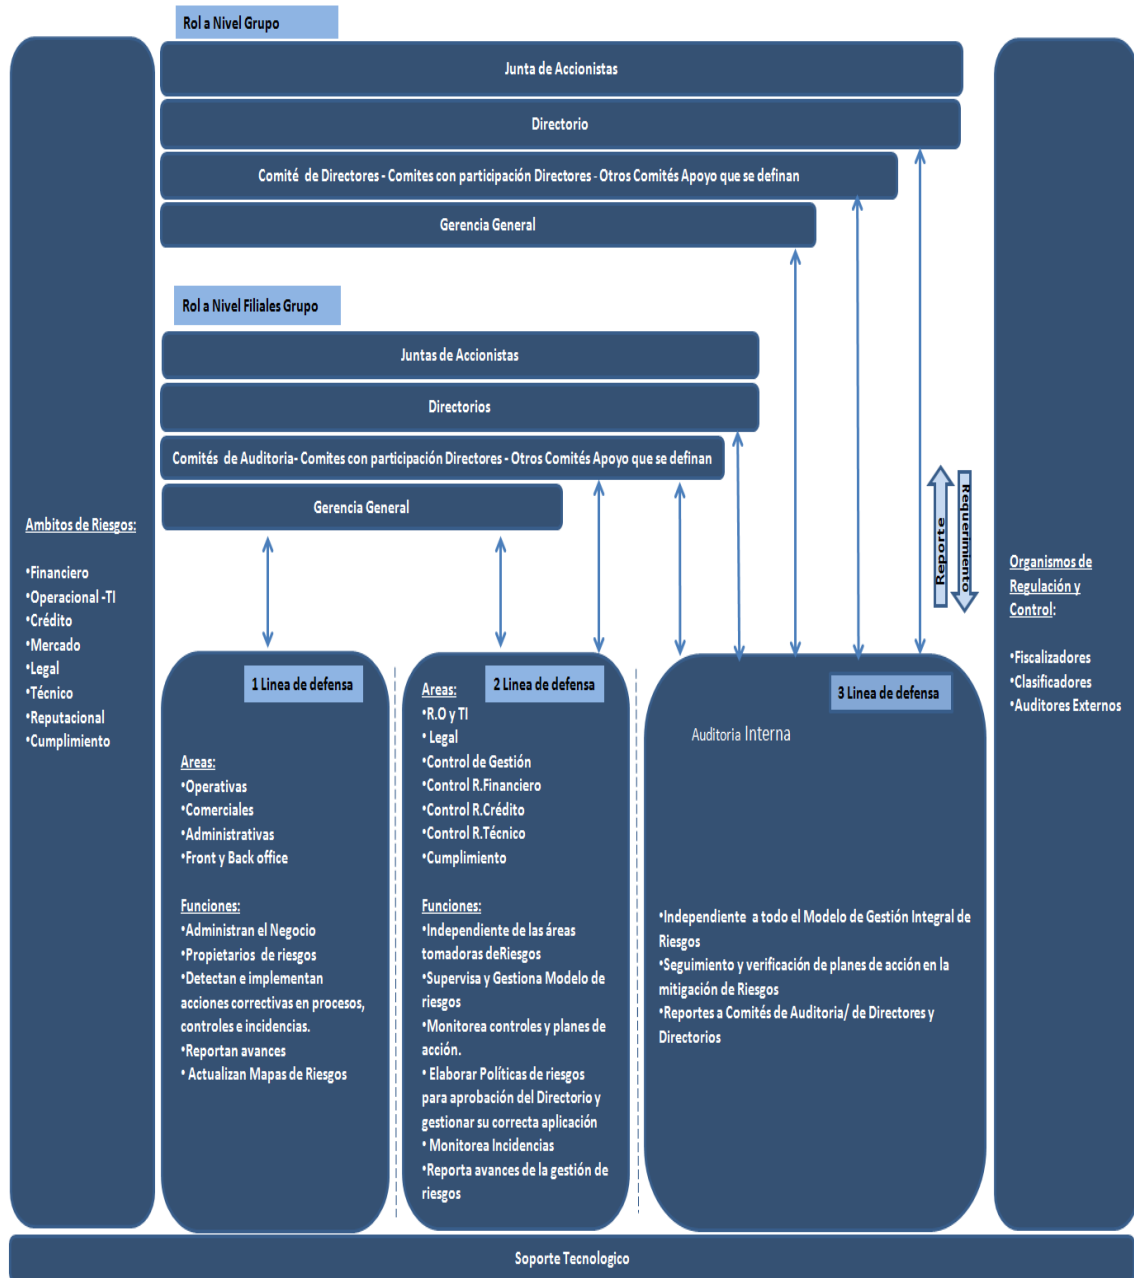 Rol a Nivel Grupo
Junta de Accionistas
Directorio
Comité de Directores - Comites con participación Directores - Otros Comités Apoyo que se definan
Gerencia General
Rol a Nivel Filiales Grupo
Juntas de Accionistas
Directorios
Comités de Auditoria- Comites con participación Directores - Otros Comités Apoyo que se definan
Gerencia General
Ambitos de Riesgos:
•Financiero
•Operacional -TI
•Crédito
•Mercado
•Legal
•Técnico
•Reputacional
•Cumplimiento
Reporte
Requerimiento
Organismos de
Regulación y
Control:
•Fiscalizadores
•Clasificadores
•Auditores Externos
1 Linea de defensa
Areas:
•Operativas
•Comerciales
•Administrativas
•Front y Back office
Funciones:
•Administran el Negocio
•Propietarios de riesgos
•Detectan e implementan
acciones correctivas en procesos,
controles e incidencias.
•Reportan avances
• Actualizan Mapas de Riesgos
2 Linea de defensa
Areas:
•R.O y TI
• Legal
•Control de Gestión
•Control R.Financiero
•Control R.Crédito
•Control R.Técnico
•Cumplimiento
Funciones:
•Independiente de las áreas
tomadoras deRiesgos
•Supervisa y Gestiona Modelo de
riesgos
•Monitorea controles y planes de
acción.
• Elaborar Políticas de riesgos
para aprobación del Directorio y
gestionar su correcta aplicación
• Monitorea Incidencias
•Reporta avances de la gestión de
riesgos
3 Linea de defensa
Auditoria Interna
•Independiente a todo el Modelo de Gestión Integral de
Riesgos
•Seguimiento y verificación de planes de acción en la
mitigación de Riesgos
•Reportes a Comités de Auditoria/ de Directores y
Directorios
Soporte Tecnologico